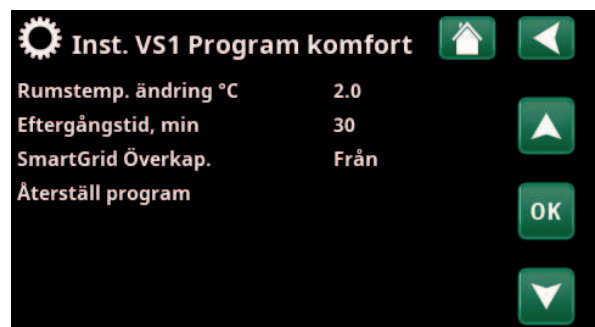 Inst. VS1 Program komfort
Rumstemp. ändring °C 2.0
Eftergångstid, min 30
SmartGrid Överkap. Från
Återställ program
OK